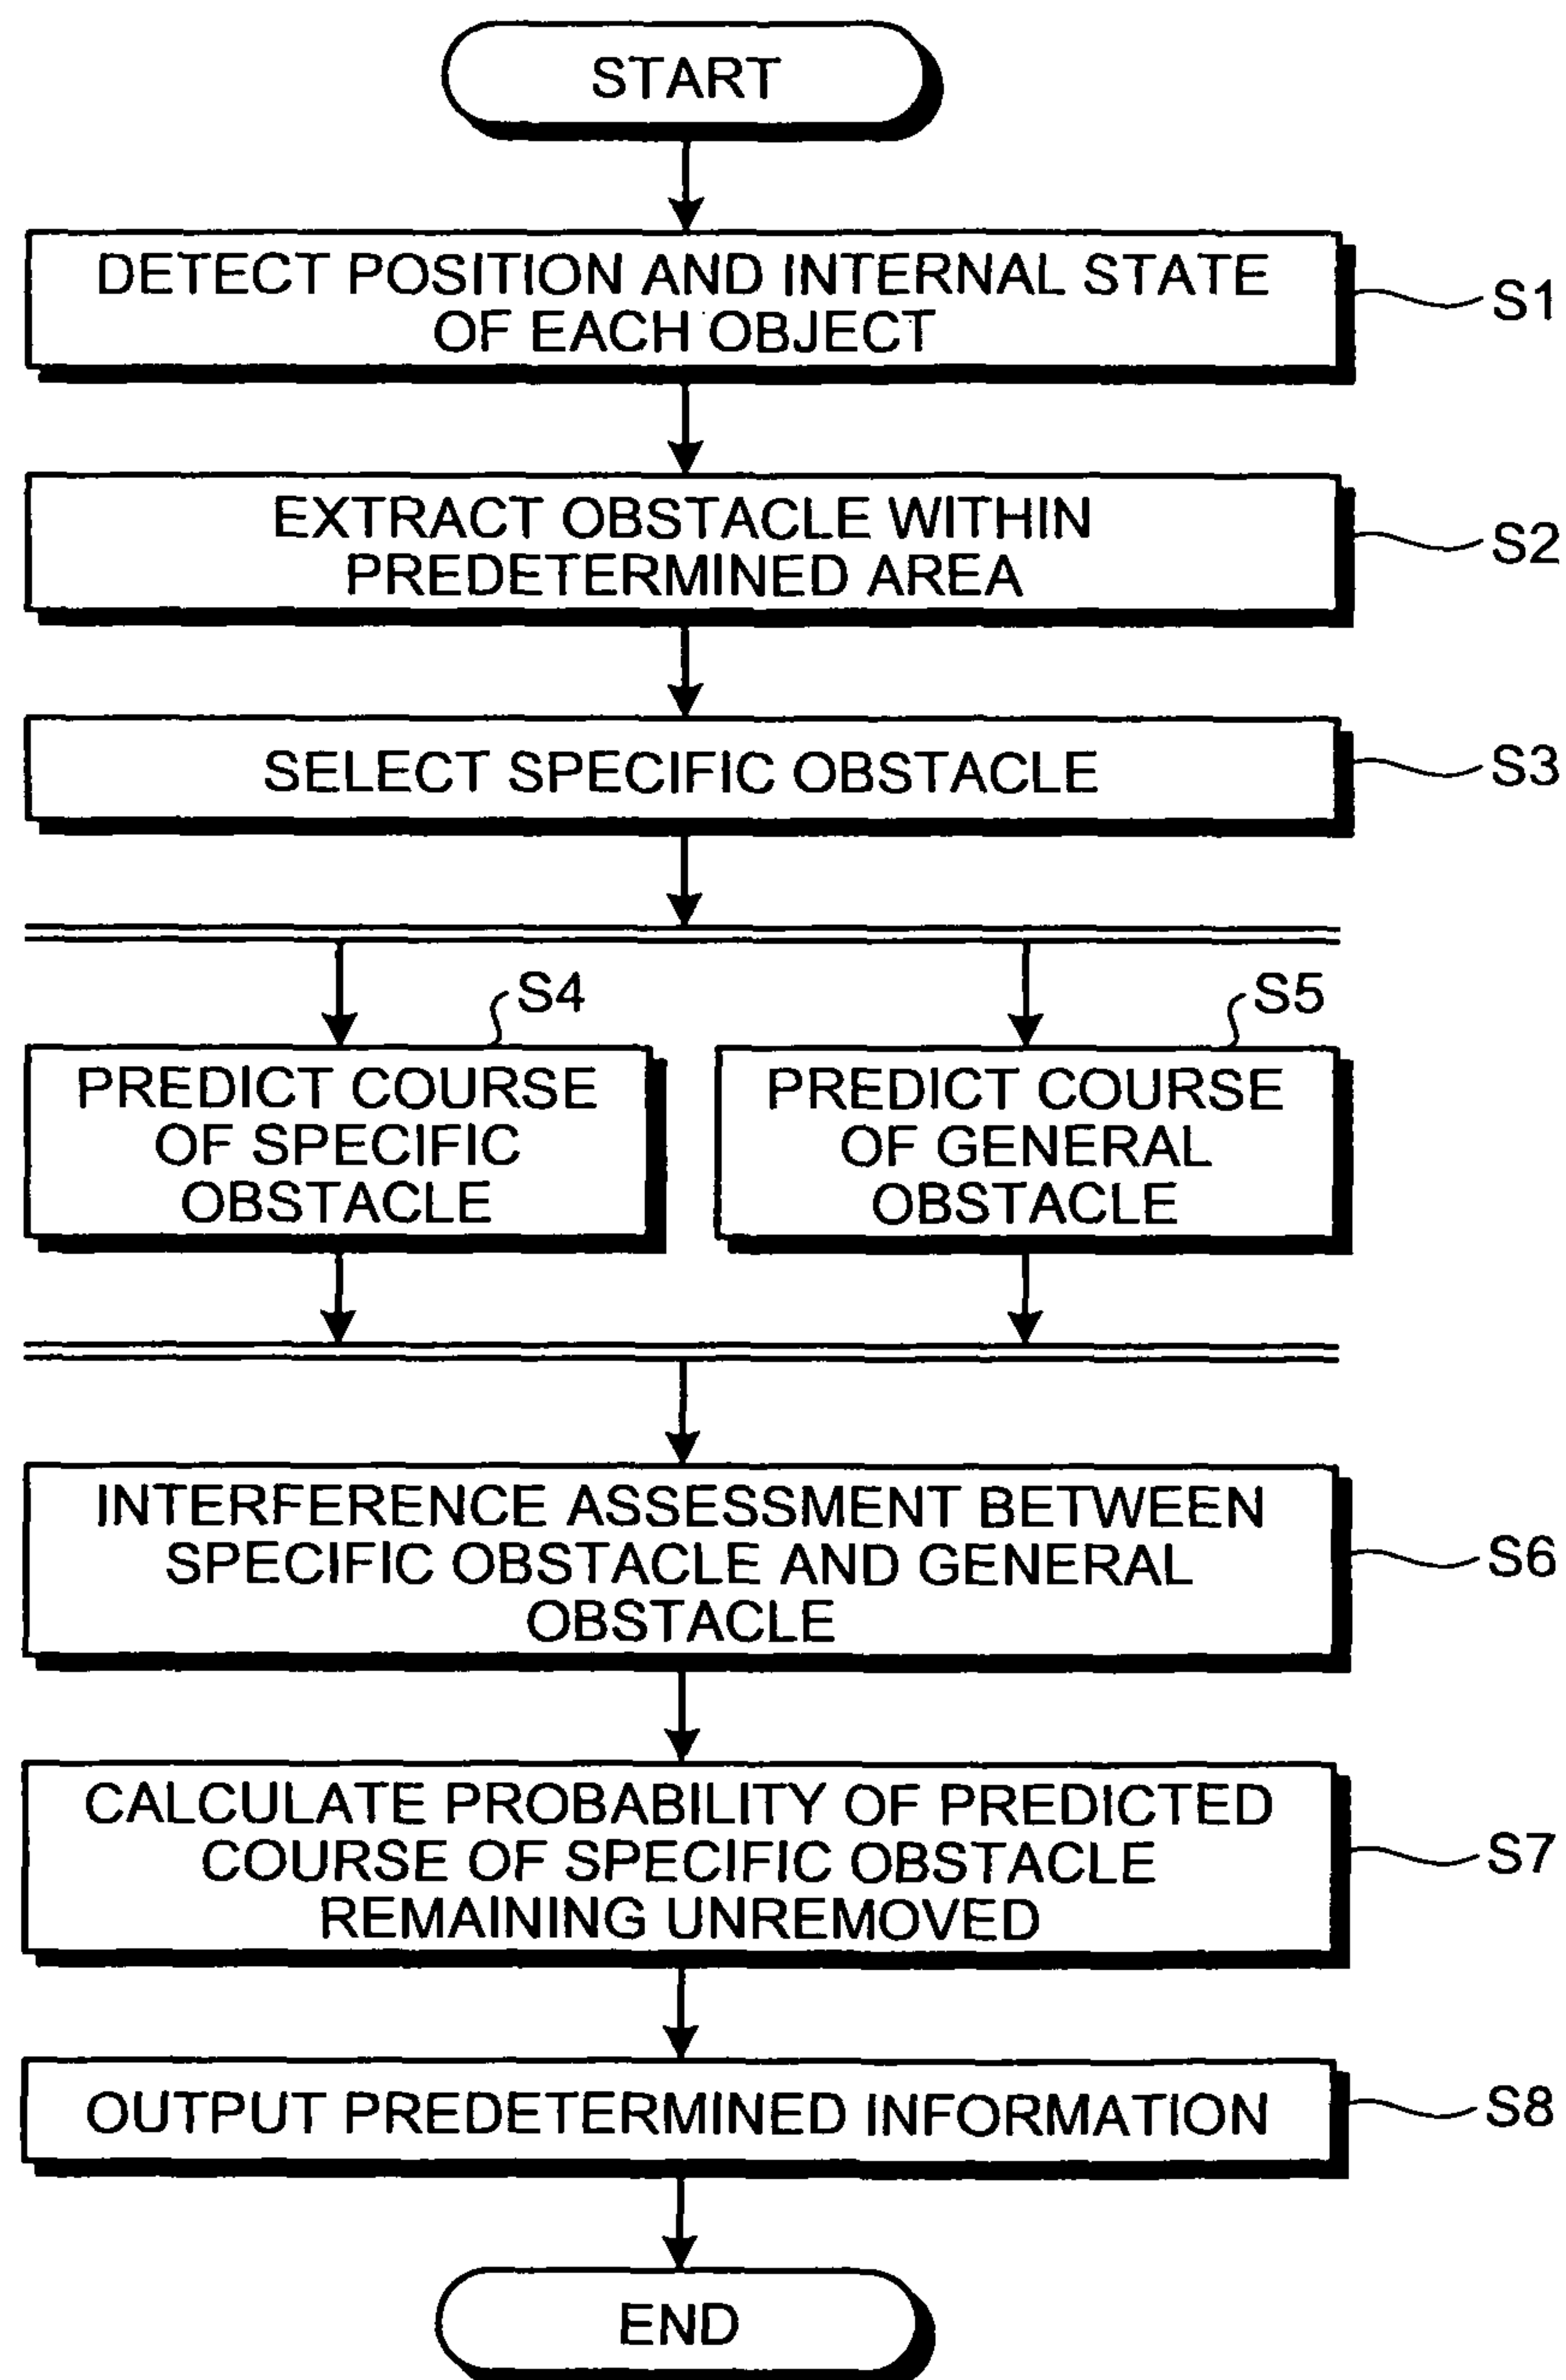 START
DETECT POSITION AND INTERNAL STATE
OF EACH OBJECT
S1
EXTRACT OBSTACLE WITHIN
PREDETERMINED AREA
S2
SELECT SPECIFIC OBSTACLE
S3
S4
PREDICT COURSE
OF SPECIFIC
OBSTACLE
S5
PREDICT COURSE
OF GENERAL
OBSTACLE
INTERFERENCE ASSESSMENT BETWEEN
SPECIFIC OBSTACLE AND GENERAL
OBSTACLE
S6
CALCULATE PROBABILITY OF PREDICTED
COURSE OF SPECIFIC OBSTACLE
REMAINING UNREMOVED
S7
OUTPUT PREDETERMINED INFORMATION
S8
END